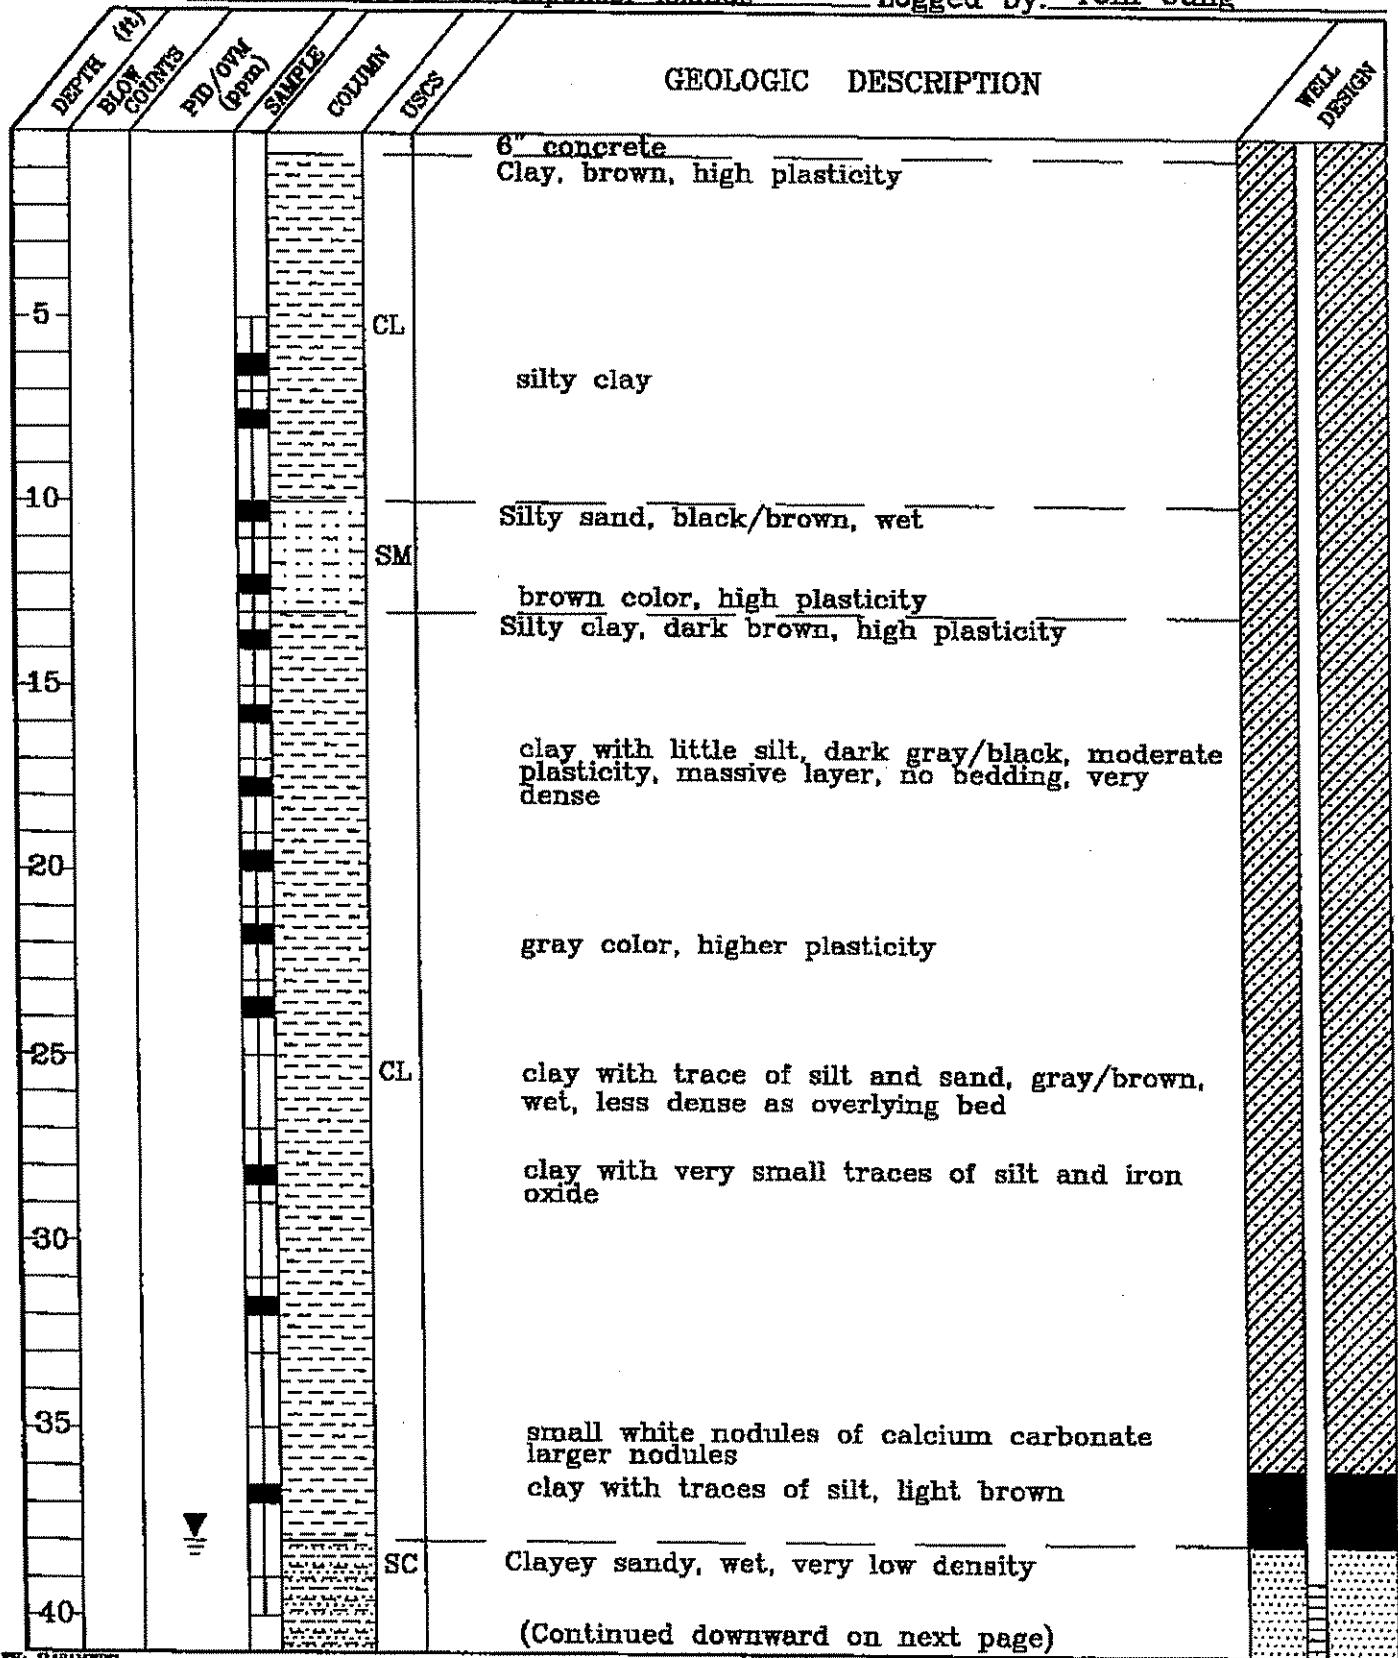 Logged by: Tom Sung
DEPTH (ft)
BLOW COUNTS
PID/OVM (ppm)
SAMPLE
COLUMN
USCS
GEOLOGIC DESCRIPTION
WELL DESIGN
6" concrete
Clay, brown, high plasticity
5
CL
silty clay
10
Silty sand, black/brown, wet
SM
brown color, high plasticity
Silty clay, dark brown, high plasticity
15
clay with little silt, dark gray/black, moderate
plasticity, massive layer, no bedding, very
dense
20
gray color, higher plasticity
25
CL
clay with trace of silt and sand, gray/brown,
wet, less dense as overlying bed
clay with very small traces of silt and iron
oxide
30
35
small white nodules of calcium carbonate
larger nodules
clay with traces of silt, light brown
SC
Clayey sandy, wet, very low density
40
(Continued downward on next page)